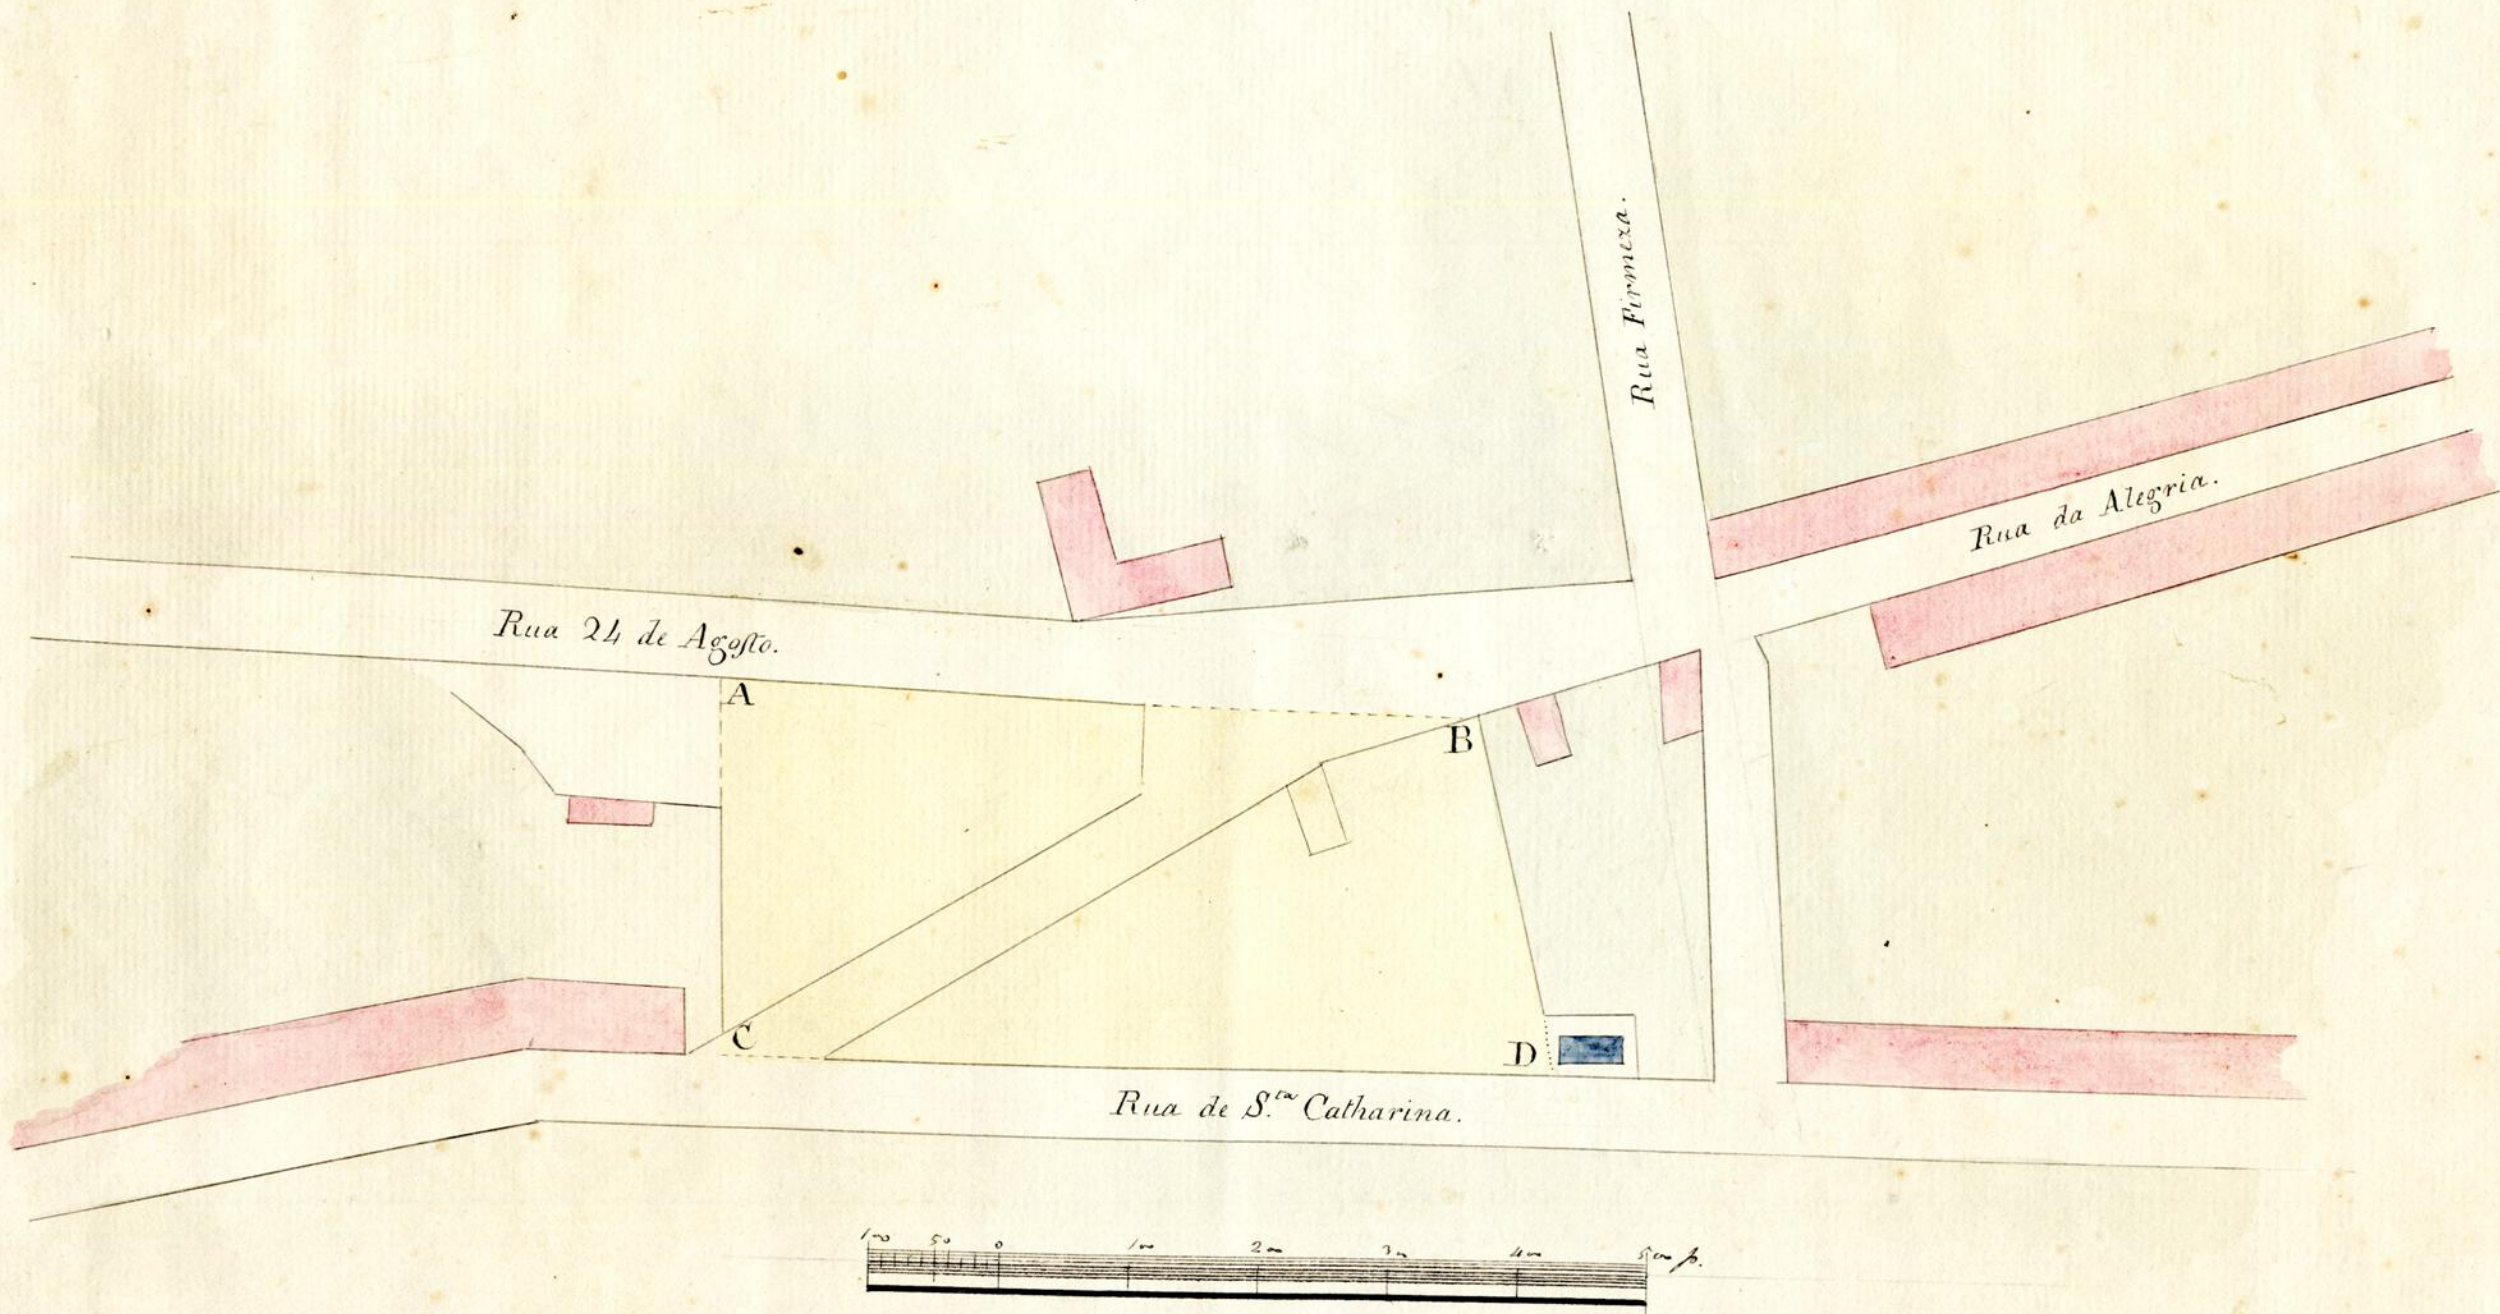 Rua Firmeza.
Rua da Alegria.
Rua 24 de Agosto.
A
B
C
D
Rua de S.ta Catharina.
100 50 0 100 200 300 400 500 p.